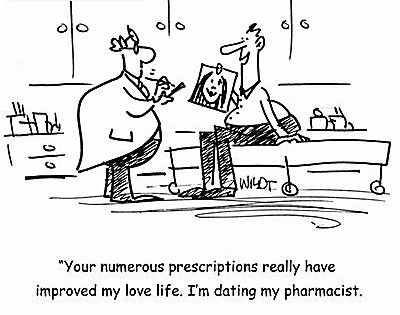 WILDT
“Your numerous prescriptions really have
improved my love life. I’m dating my pharmacist.